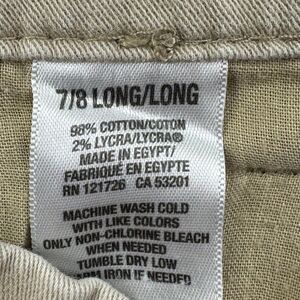 7/8 LONG/LONG
98% COTTON/COTON
2% LYCRA/LYCRA®
MADE IN EGYPT/
FABRIQUÉ EN EGYPTE
RN 121726 CA 53201
MACHINE WASH COLD
WITH LIKE COLORS
ONLY NON-CHLORINE BLEACH
WHEN NEEDED
TUMBLE DRY LOW
IRON IF NEEDED